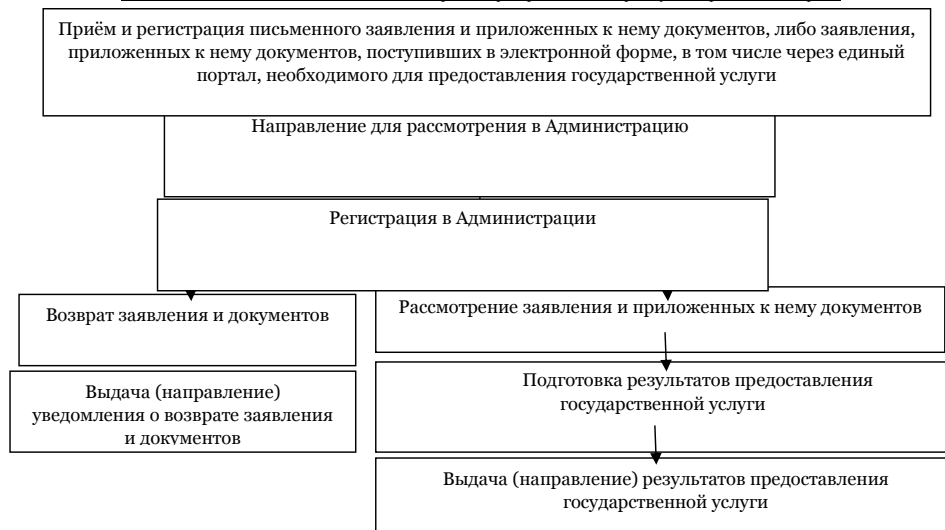 Приём и регистрация письменного заявления и приложенных к нему документов, либо заявления,
приложенных к нему документов, поступивших в электронной форме, в том числе через единый
портал, необходимого для предоставления государственной услуги
Направление для рассмотрения в Администрацию
Регистрация в Администрации
Возврат заявления и документов
Рассмотрение заявления и приложенных к нему документов
Выдача (направление)
уведомления о возврате заявления
и документов
Подготовка результатов предоставления
государственной услуги
Выдача (направление) результатов предоставления
государственной услуги